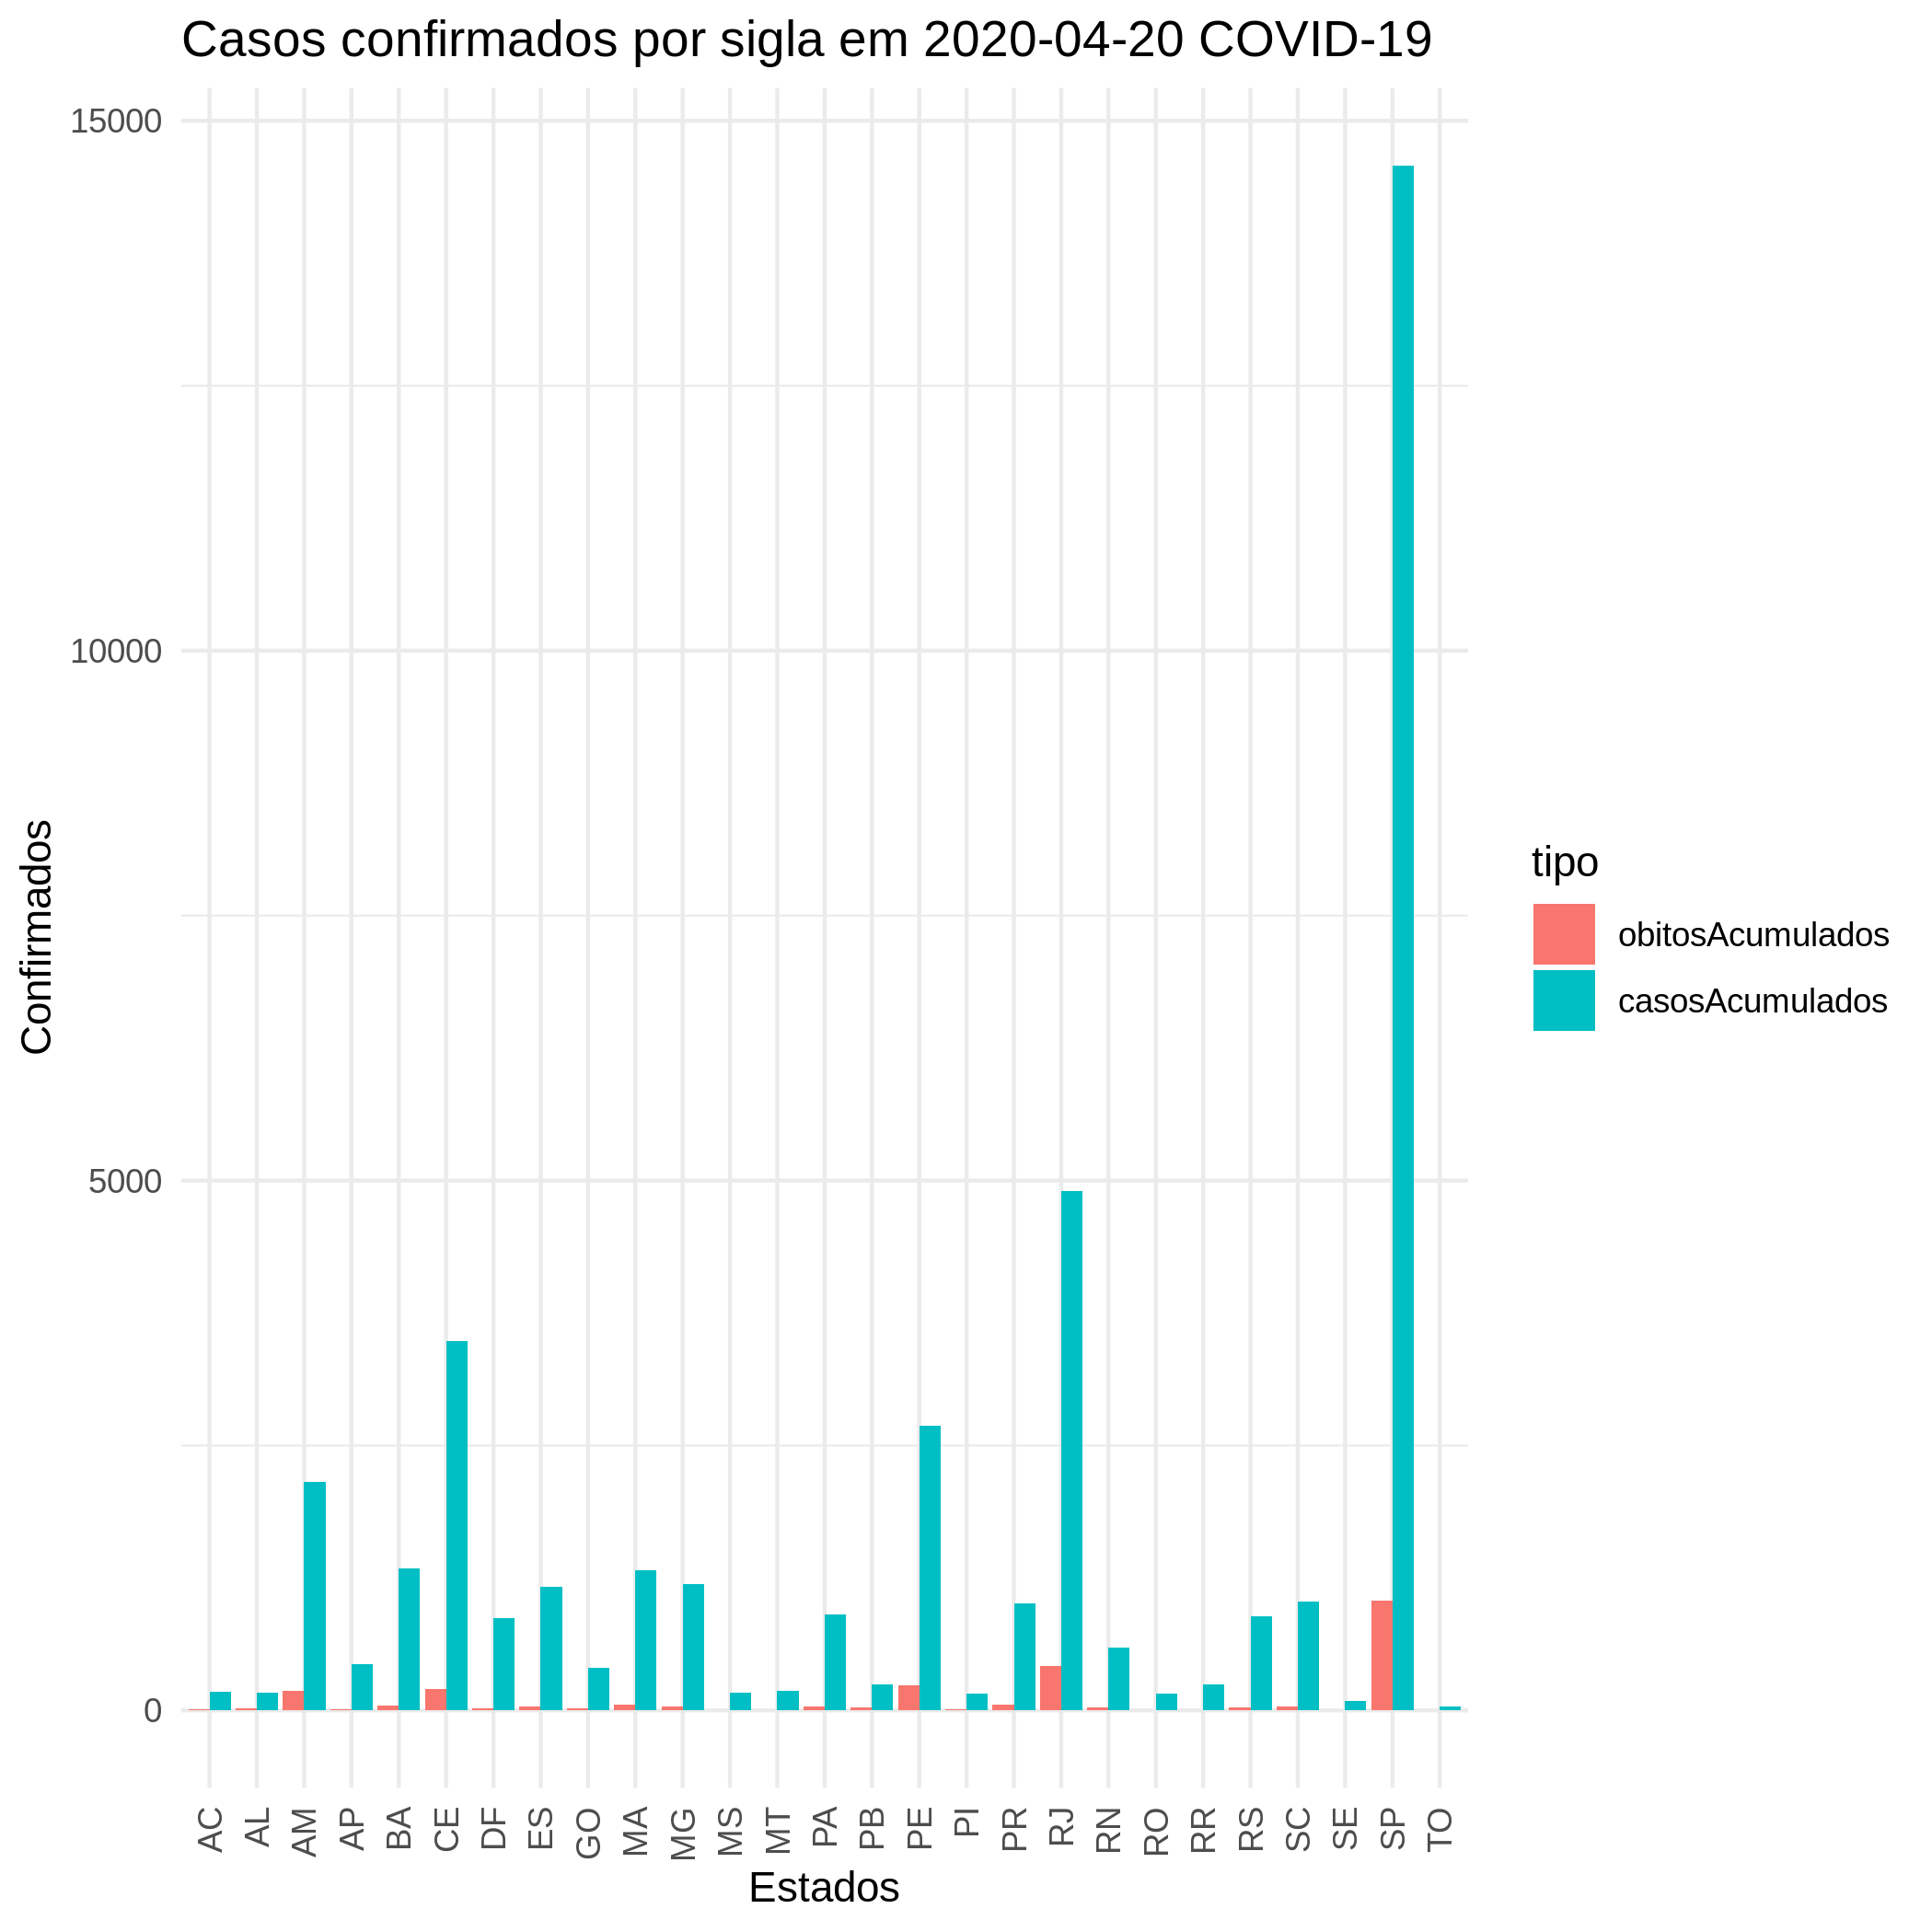 Casos confirmados por sigla em 2020-04-20 COVID-19
15000
10000
5000
0
Confirmados
AC AL AM AP BA CE DF ES GO MA MG MS MT PA PB PE PI PR RJ RN RO RR RS SC SE SP TO
Estados
tipo
obitosAcumulados
casosAcumulados